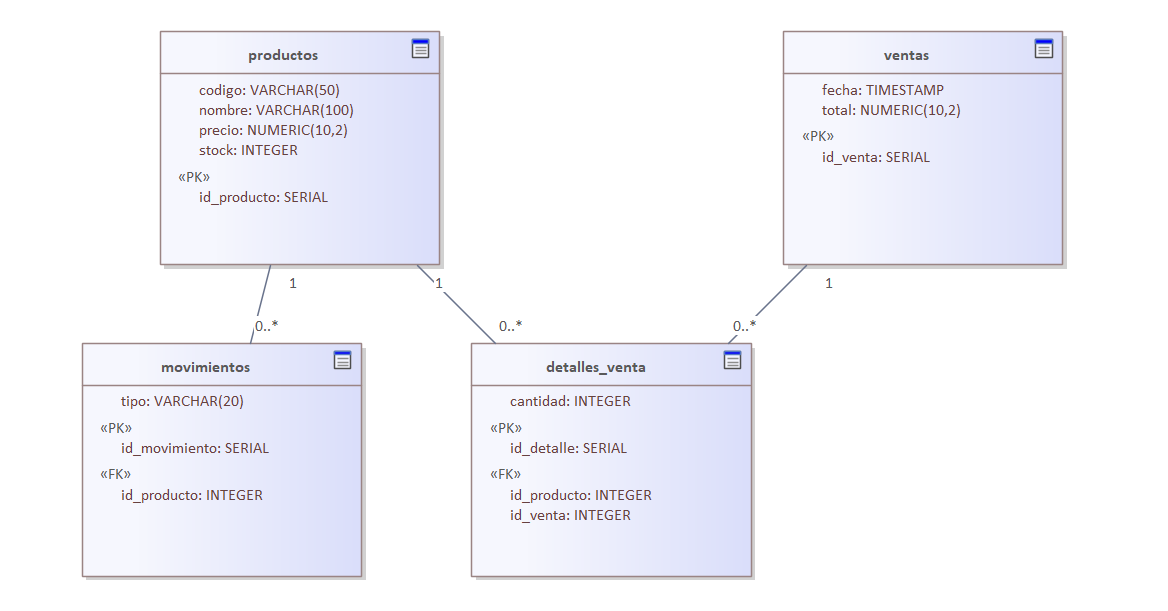 productos
codigo: VARCHAR(50)
nombre: VARCHAR(100)
precio: NUMERIC(10,2)
stock: INTEGER
«PK»
id_producto: SERIAL
ventas
fecha: TIMESTAMP
total: NUMERIC(10,2)
«PK»
id_venta: SERIAL
1
1
1
0..*
0..*
0..*
movimientos
tipo: VARCHAR(20)
«PK»
id_movimiento: SERIAL
«FK»
id_producto: INTEGER
detalles_venta
cantidad: INTEGER
«PK»
id_detalle: SERIAL
«FK»
id_producto: INTEGER
id_venta: INTEGER